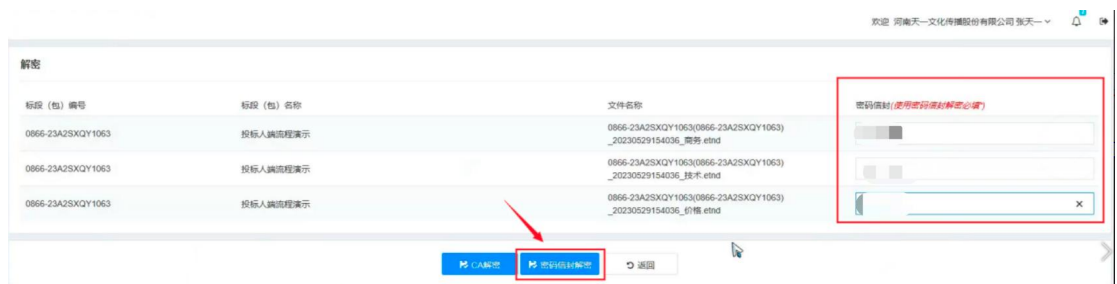 欢迎 河南天一文化传播股份有限公司 张天一
解密
标段（包）编号 标段（包）名称 文件名称 密码信封(使用密码信封解密必填*)
0866-23A2SXQY1063 投标人端流程演示 0866-23A2SXQY1063(0866-23A2SXQY1063)
_20230529154036_商务.etnd
0866-23A2SXQY1063 投标人端流程演示 0866-23A2SXQY1063(0866-23A2SXQY1063)
_20230529154036_技术.etnd
0866-23A2SXQY1063 投标人端流程演示 0866-23A2SXQY1063(0866-23A2SXQY1063)
_20230529154036_价格.etnd
CA解密 密码信封解密 返回